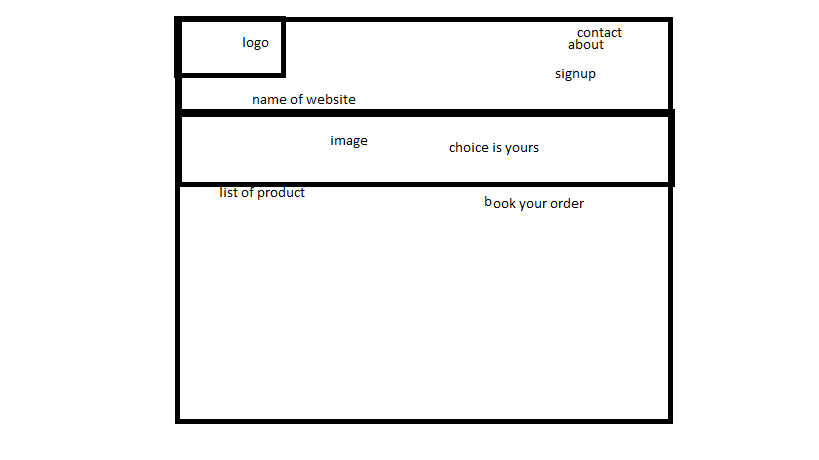 logo
contact
about
signup
name of website
image
choice is yours
list of product
book your order